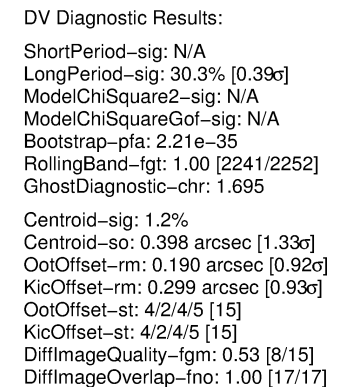 DV Diagnostic Results:
ShortPeriod-sig: N/A
LongPeriod-sig: 30.3% [0.39σ]
ModelChiSquare2-sig: N/A
ModelChiSquareGof-sig: N/A
Bootstrap-pfa: 2.21e-35
RollingBand-fgt: 1.00 [2241/2252]
GhostDiagnostic-chr: 1.695
Centroid-sig: 1.2%
Centroid-so: 0.398 arcsec [1.33σ]
OotOffset-rm: 0.190 arcsec [0.92σ]
KicOffset-rm: 0.299 arcsec [0.93σ]
OotOffset-st: 4/2/4/5 [15]
KicOffset-st: 4/2/4/5 [15]
DiffImageQuality-fgm: 0.53 [8/15]
DiffImageOverlap-fno: 1.00 [17/17]